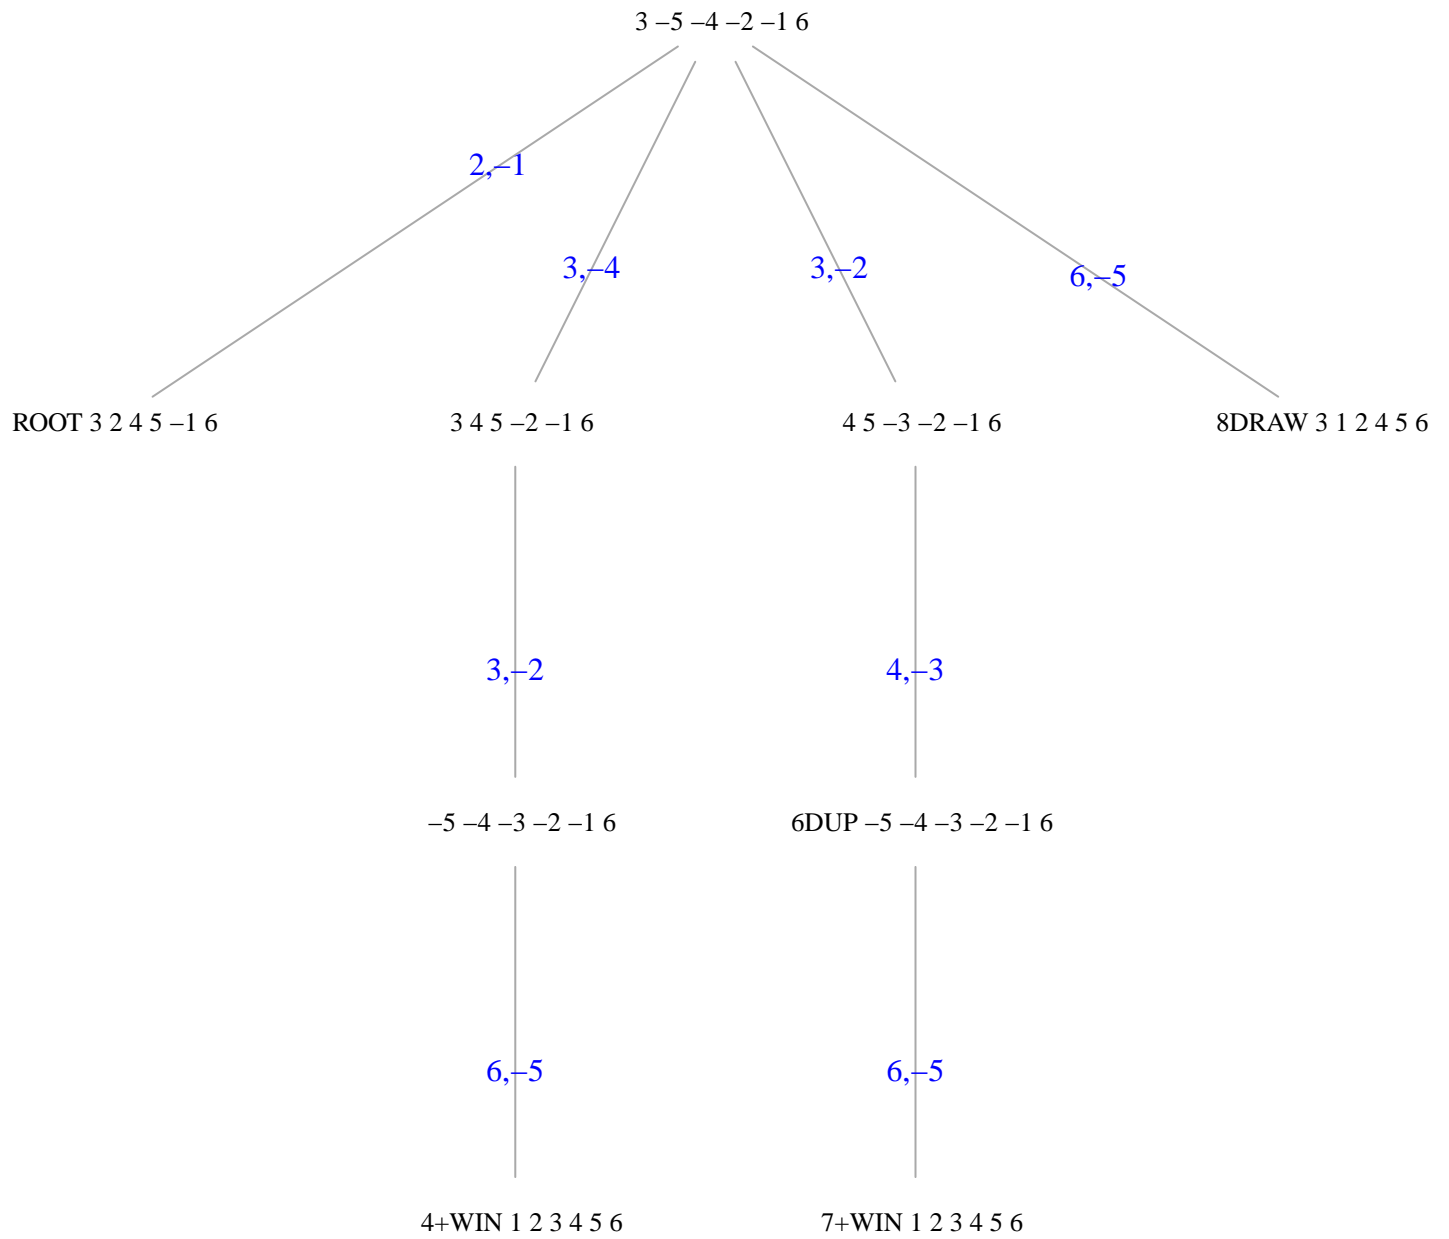 3 –5 –4 –2 –1 6
2,–1
3,–4
3,–2
6,–5
ROOT 3 2 4 5 –1 6
3 4 5 –2 –1 6
4 5 –3 –2 –1 6
8DRAW 3 1 2 4 5 6
3,–2
4,–3
–5 –4 –3 –2 –1 6
6DUP –5 –4 –3 –2 –1 6
6,–5
6,–5
4+WIN 1 2 3 4 5 6
7+WIN 1 2 3 4 5 6